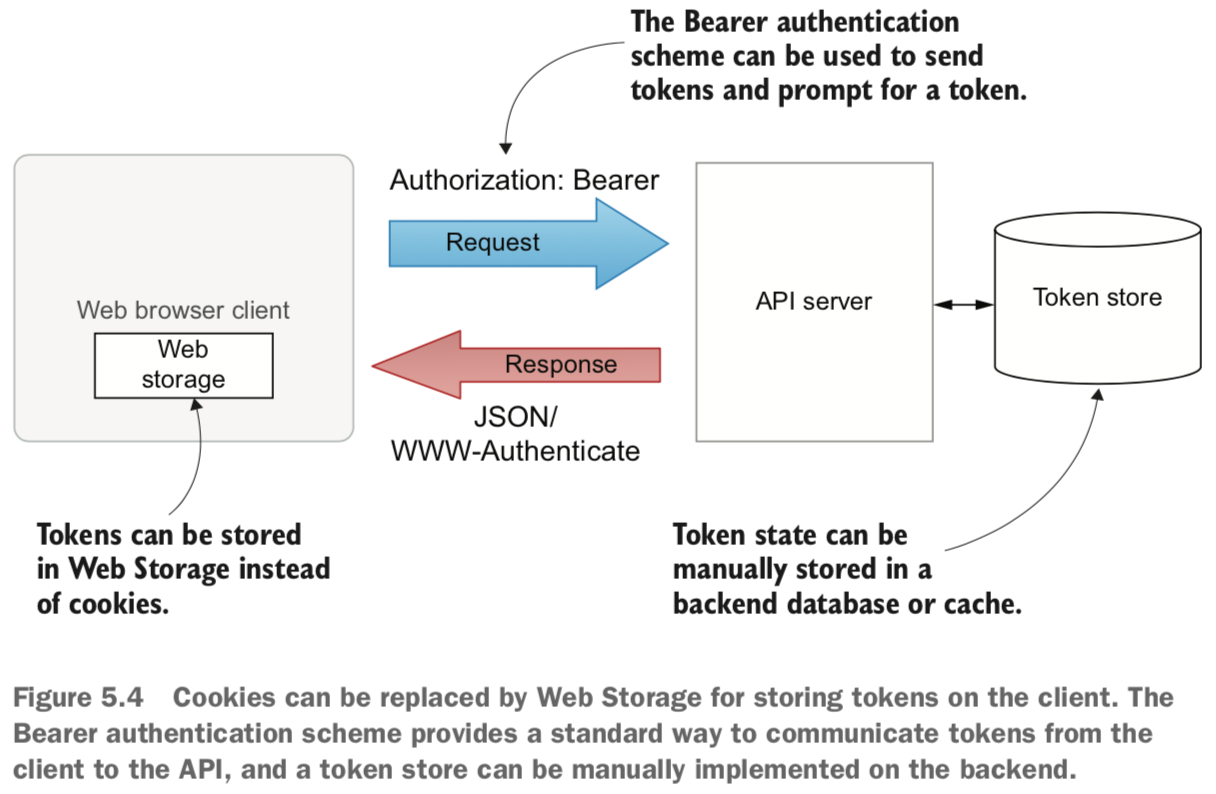 The Bearer authentication
scheme can be used to send
tokens and prompt for a token.
Authorization: Bearer
Request
Web browser client
Web
storage
API server
Token store
Response
JSON/
WWW-Authenticate
Tokens can be stored
in Web Storage instead
of cookies.
Token state can be
manually stored in a
backend database or cache.
Figure 5.4 Cookies can be replaced by Web Storage for storing tokens on the client. The
Bearer authentication scheme provides a standard way to communicate tokens from the
client to the API, and a token store can be manually implemented on the backend.